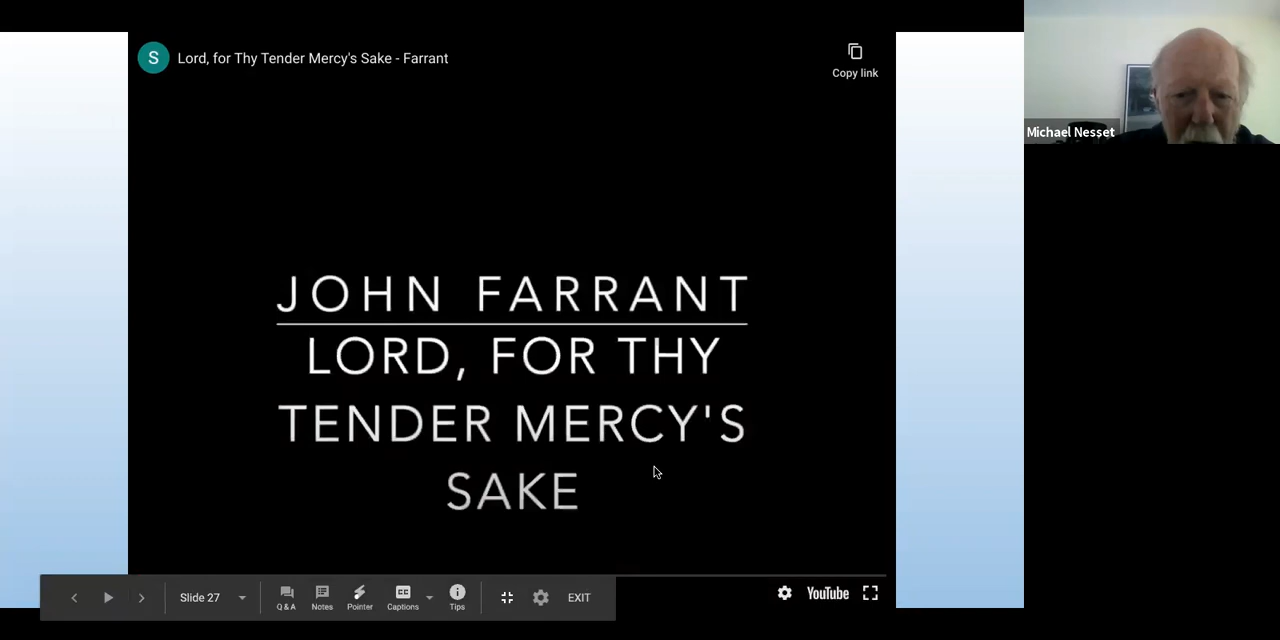 S
Lord, for Thy Tender Mercy's Sake - Farrant
Copy link
Michael Nesset
JOHN FARRANT
LORD, FOR THY
TENDER MERCY'S
SAKE
Slide 27
Q & A
Notes
Pointer
CC
Captions
Tips
EXIT
YouTube